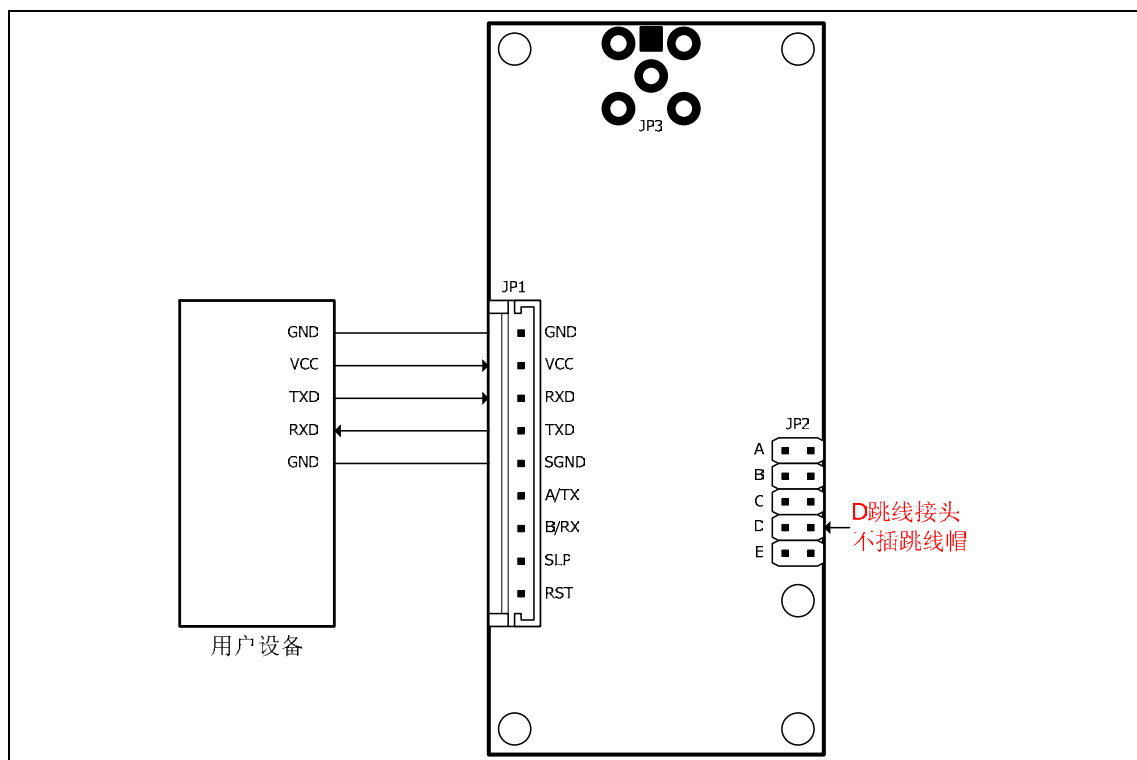 JP3
JP1
GND
VCC
TXD
RXD
GND
GND
VCC
RXD
TXD
SGND
A/TX
B/RX
SLP
RST
用户设备
JP2
A
B
C
D
E
D跳线接头
不插跳线帽